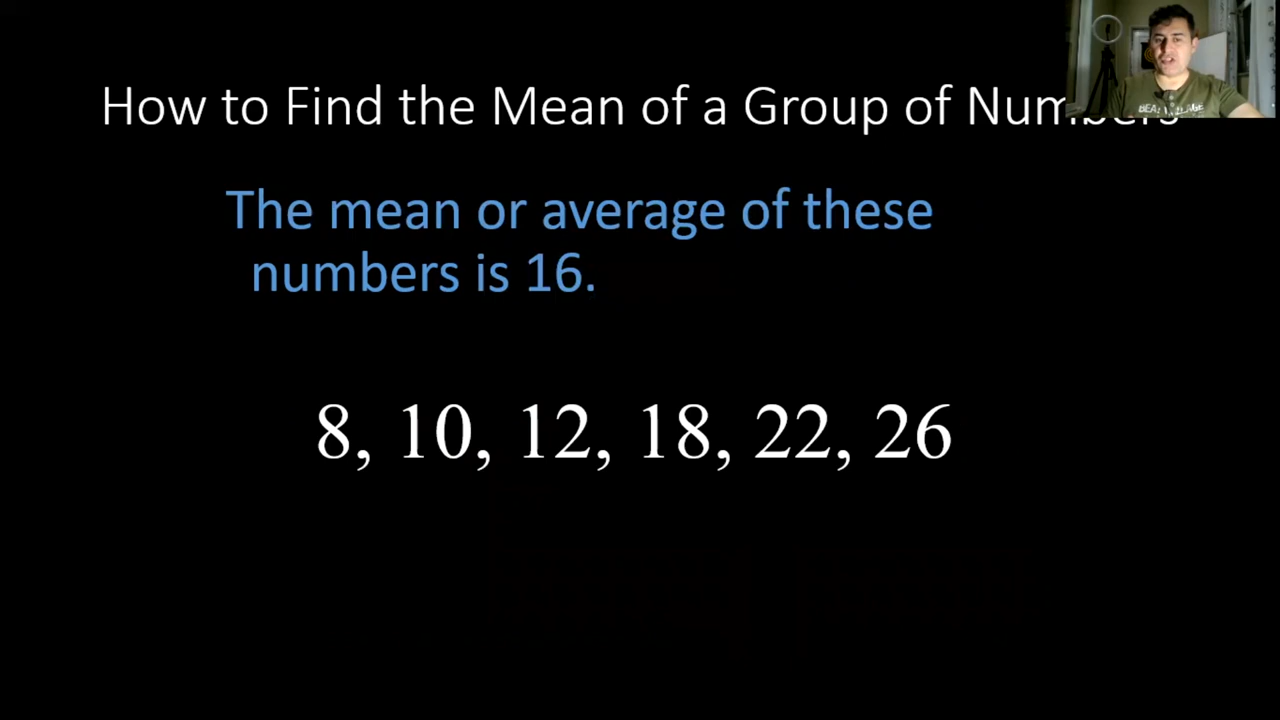 How to Find the Mean of a Group of Numbers
The mean or average of these
numbers is 16.
8, 10, 12, 18, 22, 26